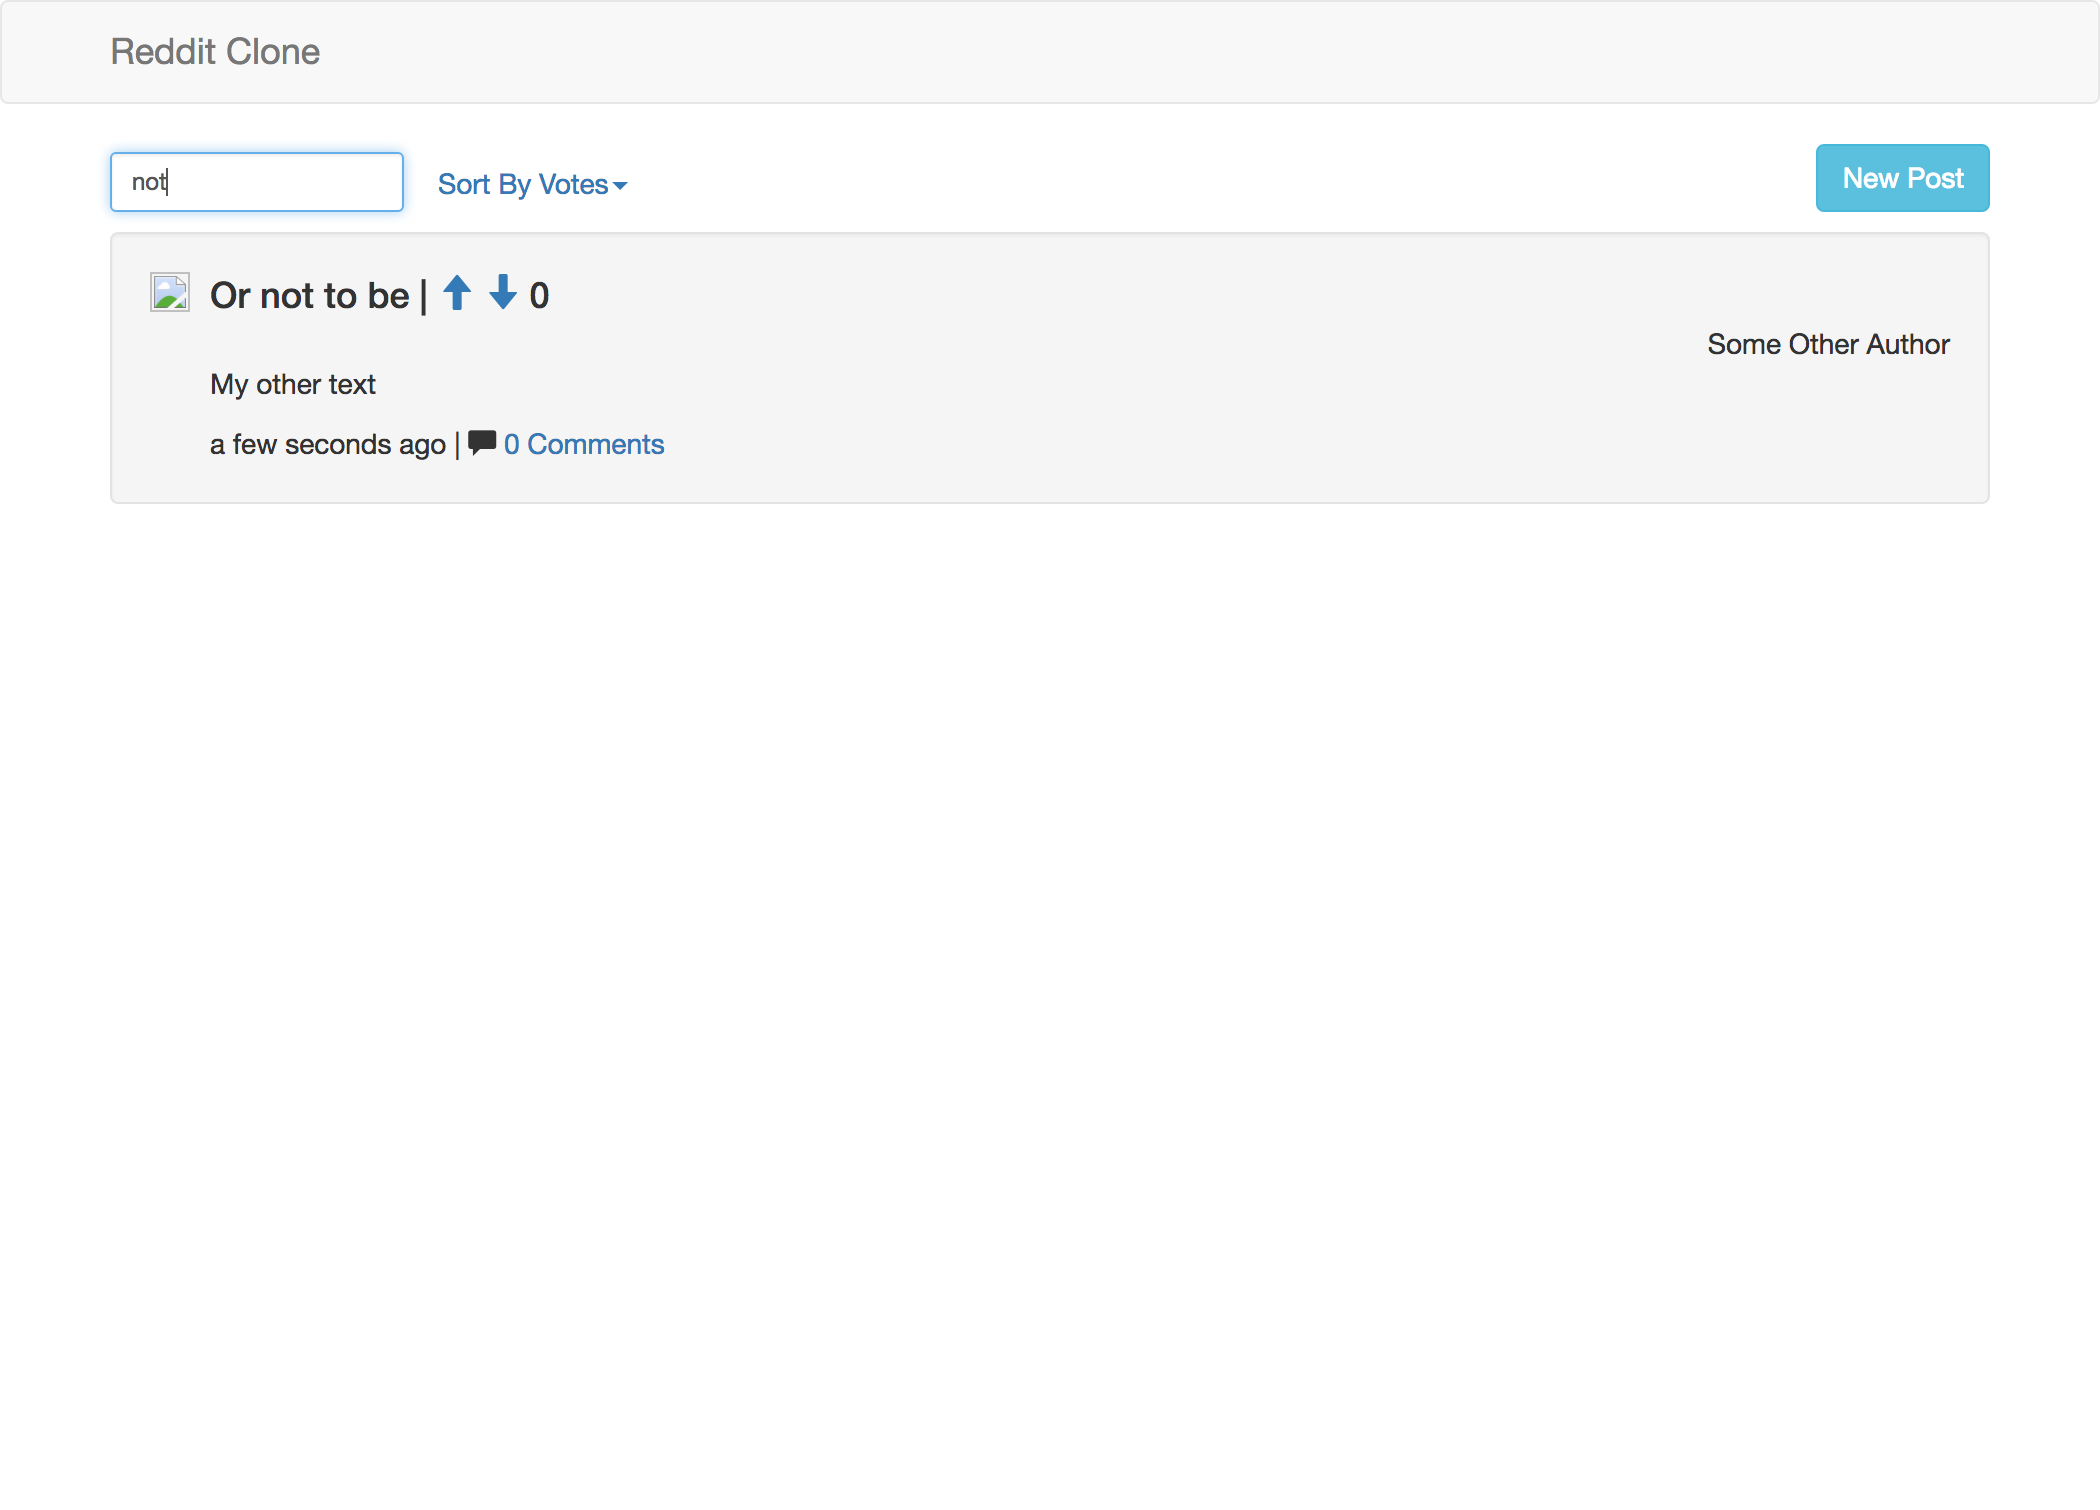 Reddit Clone
not
Sort By Votes
New Post
Or not to be | 0
Some Other Author
My other text
a few seconds ago | 0 Comments